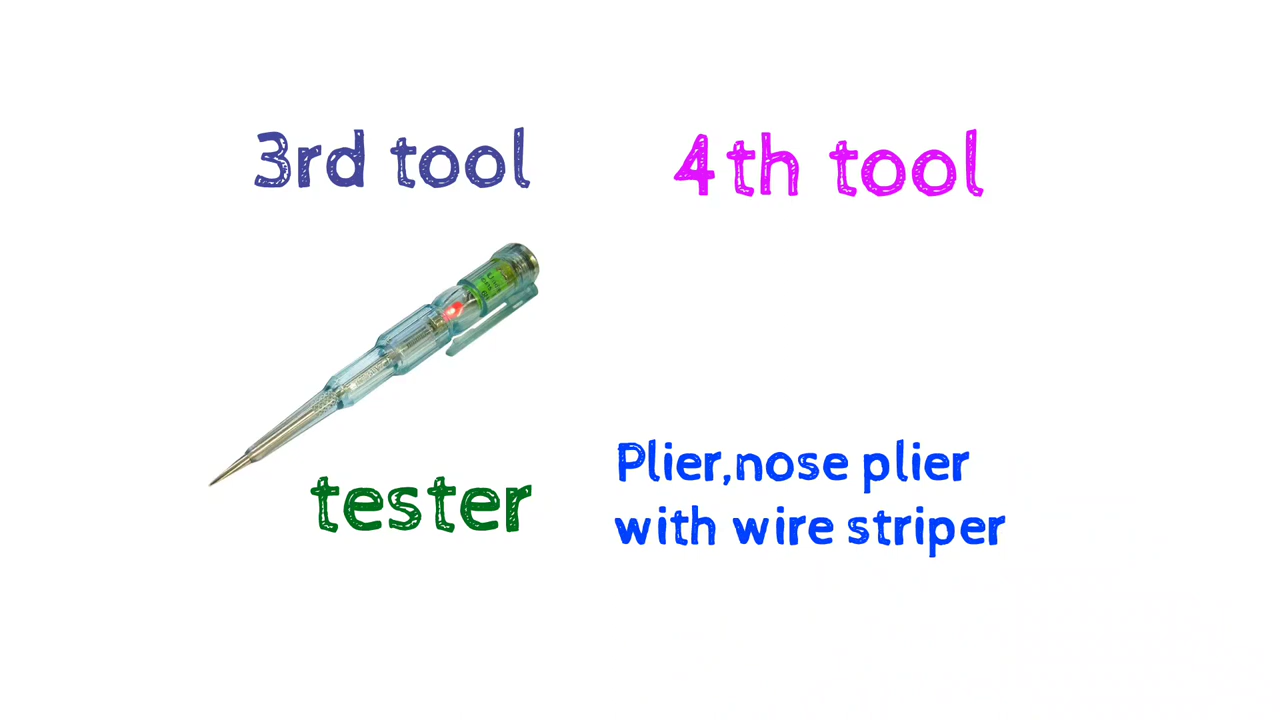 3rd tool
4th tool
tester
Plier,nose plier
with wire striper